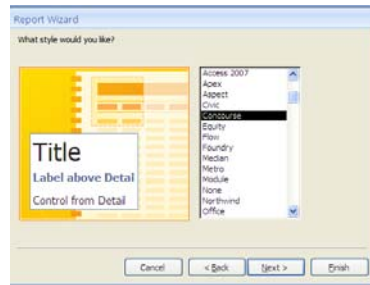 Report Wizard
What style would you like?
Access 2007
Apex
Aspect
Civic
Concourse
Equity
Flow
Foundry
Median
Metro
Module
None
Northwind
Office
Title
Label above Detal
Control from Detail
Cancel
< Back
Next >
Finish